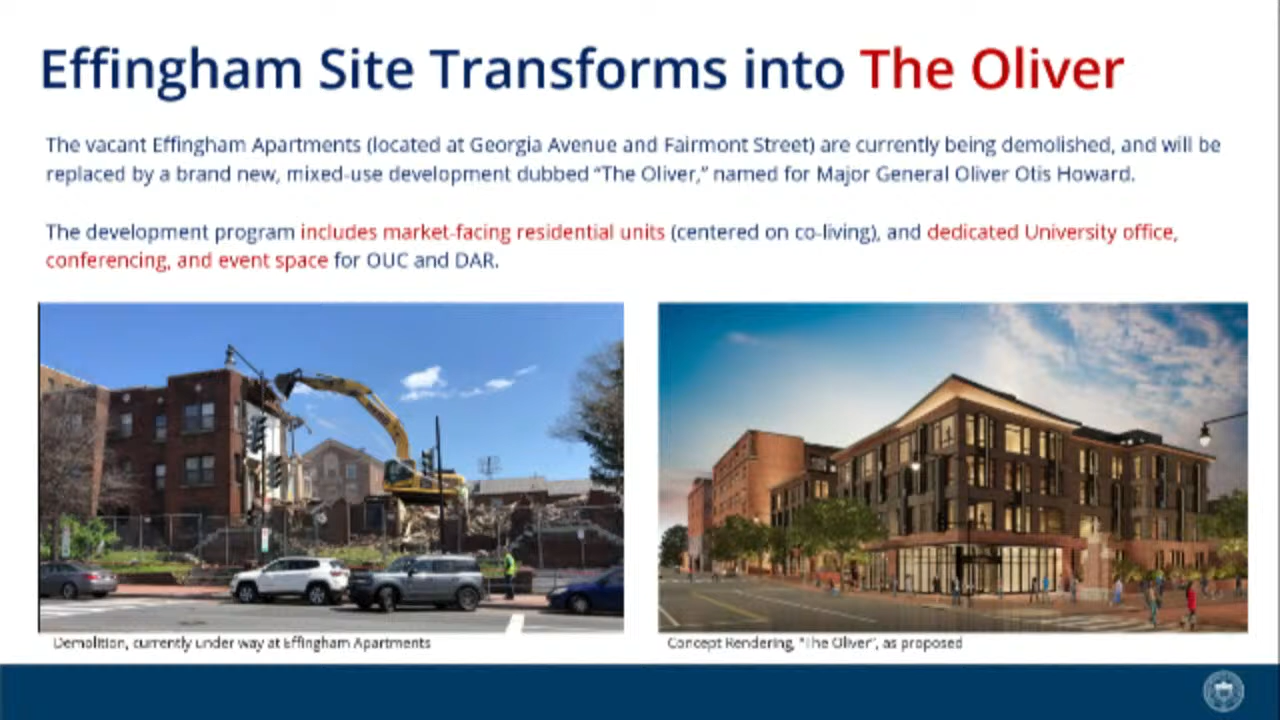 Effingham Site Transforms into The Oliver
The vacant Effingham Apartments (located at Georgia Avenue and Fairmont Street) are currently being demolished, and will be
replaced by a brand new, mixed-use development dubbed “The Oliver,” named for Major General Oliver Otis Howard.
The development program includes market-facing residential units (centered on co-living), and dedicated University office,
conferencing, and event space for OUC and DAR.
Demolition, currently under way at Effingham Apartments
Concept Rendering, “The Oliver”, as proposed